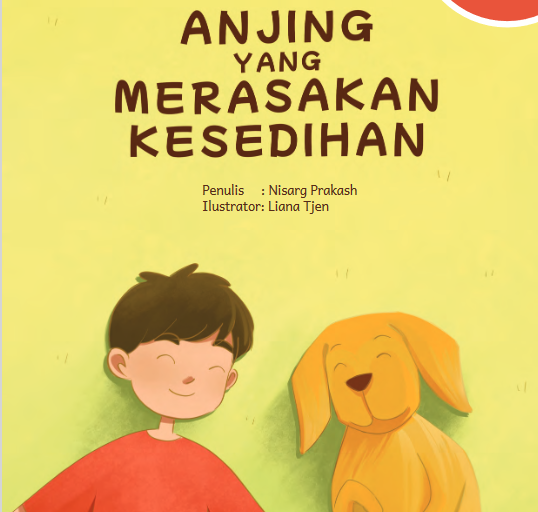 ANJING
YANG
MERASAKAN
KESEDIHAN
Penulis : Nisarg Prakash
Ilustrator: Liana Tjen